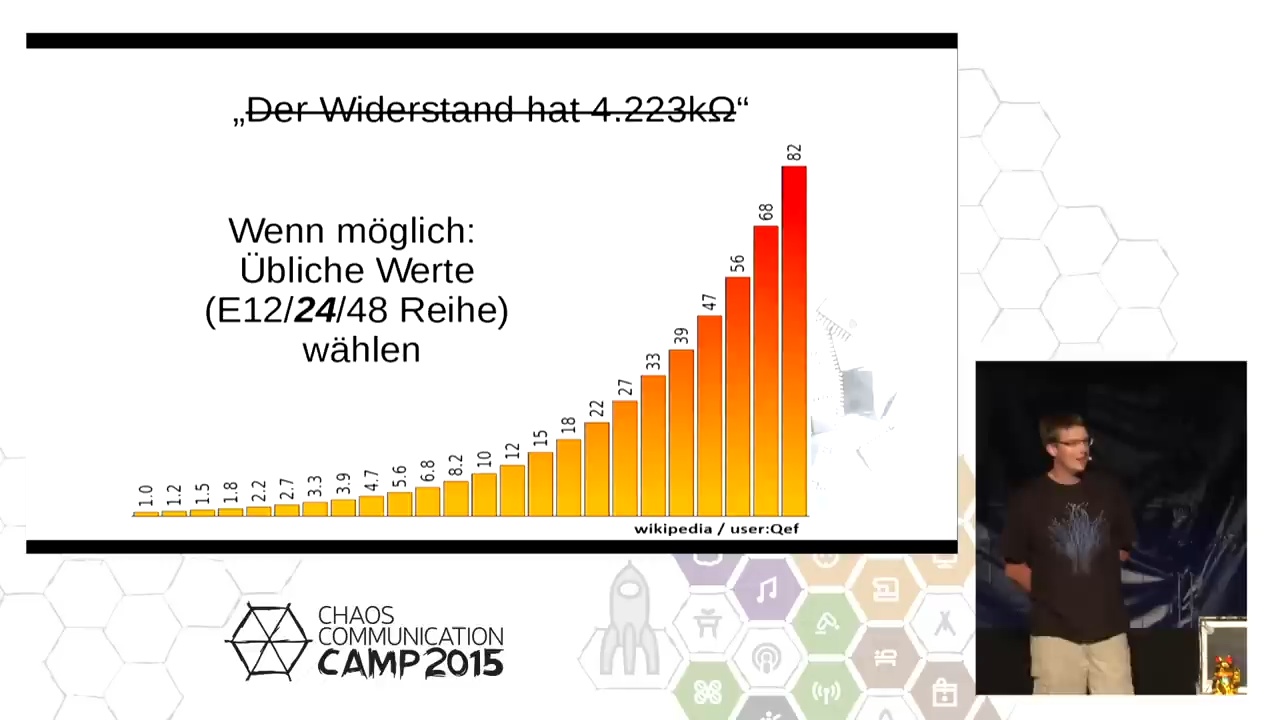 „Der Widerstand hat 4.223kΩ“
Wenn möglich:
Übliche Werte
(E12/24/48 Reihe)
wählen
1.0
1.2
1.5
1.8
2.2
2.7
3.3
3.9
4.7
5.6
6.8
8.2
10
12
15
18
22
27
33
39
47
56
68
82
wikipedia / user:Qef
CHAOS
COMMUNICATION
CAMP 2015